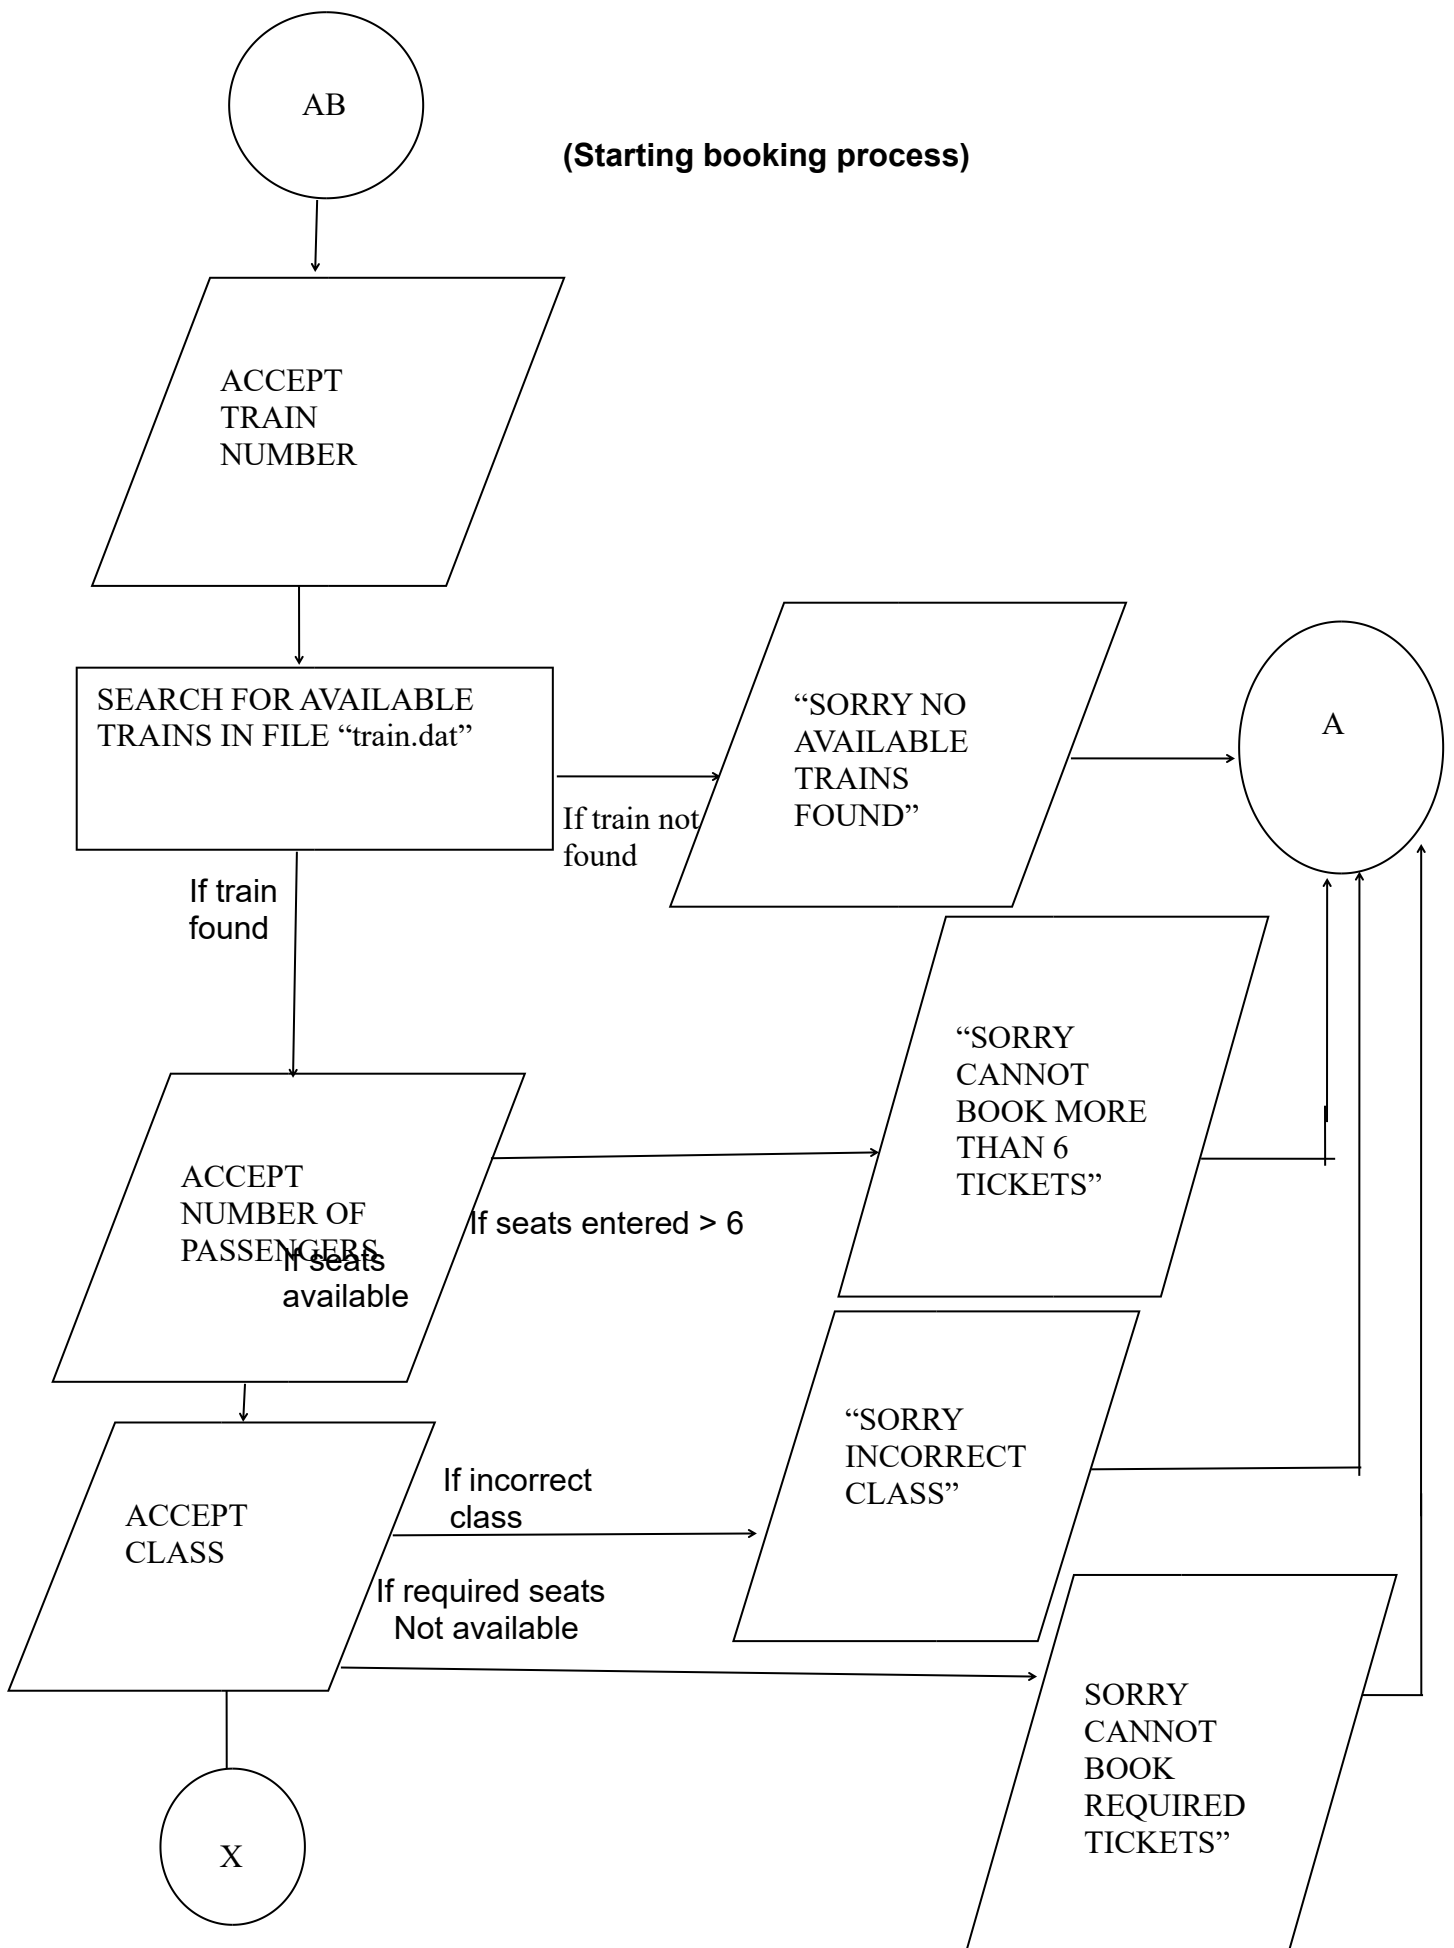 AB
(Starting booking process)
ACCEPT
TRAIN
NUMBER
SEARCH FOR AVAILABLE
TRAINS IN FILE “train.dat”
If train not
found
“SORRY NO
AVAILABLE
TRAINS
FOUND”
A
If train
found
ACCEPT
NUMBER OF
PASSENGERS
If seats
available
If seats entered > 6
“SORRY
CANNOT
BOOK MORE
THAN 6
TICKETS”
ACCEPT
CLASS
If incorrect
class
“SORRY
INCORRECT
CLASS”
If required seats
Not available
SORRY
CANNOT
BOOK
REQUIRED
TICKETS”
X